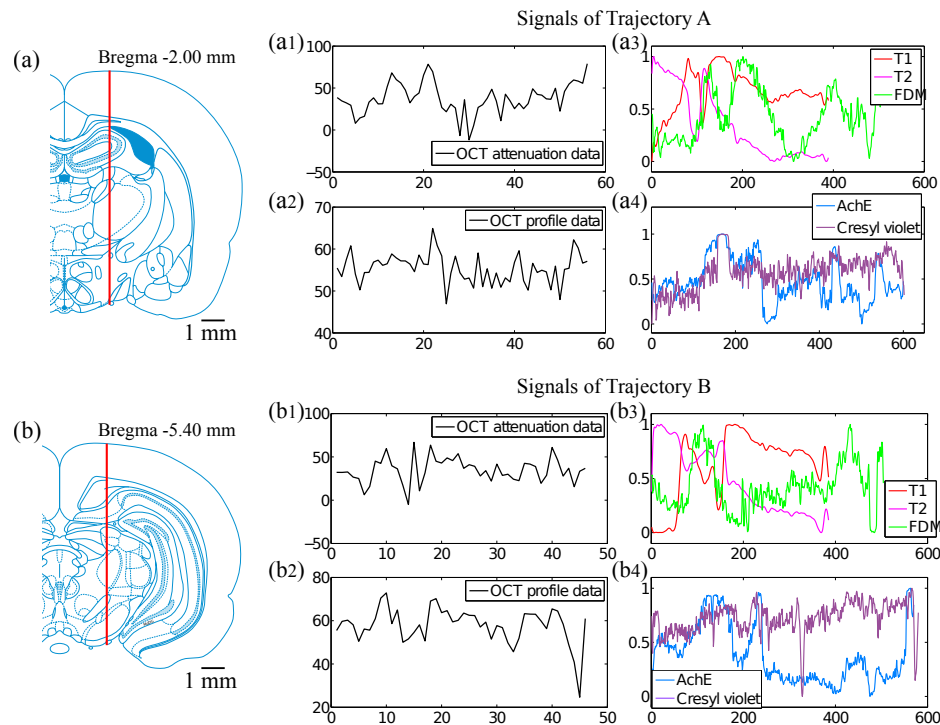 Signals of Trajectory A
(a)
Bregma -2.00 mm
1 mm
(a1)
100
50
0
−50
0
20
40
60
OCT attenuation data
(a3)
1
0.5
0
0
200
400
600
T1
T2
FDM
(a2)
70
60
50
40
0
20
40
60
OCT profile data
(a4)
1
0.5
0
0
100
200
300
400
500
600
AchE
Cresyl violet
Signals of Trajectory B
(b)
Bregma -5.40 mm
1 mm
(b1)
100
50
0
−50
0
10
20
30
40
50
OCT attenuation data
(b3)
1
0.5
0
0
200
400
600
T1
T2
FDM
(b2)
80
60
40
20
0
10
20
30
40
50
OCT profile data
(b4)
1
0.5
0
0
100
200
300
400
500
600
AchE
Cresyl violet